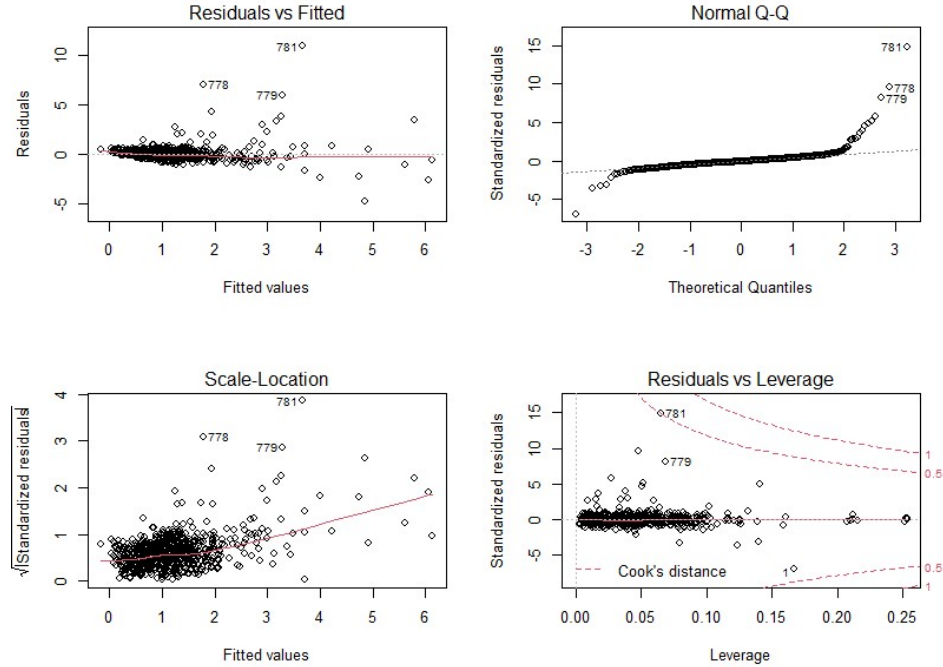 Residuals vs Fitted
Residuals
-5 0 5 10
781
778
779
0 1 2 3 4 5 6
Fitted values
Normal Q-Q
Standardized residuals
-5 0 5 10 15
781
778
779
-3 -2 -1 0 1 2 3
Theoretical Quantiles
Scale-Location
√|Standardized residuals|
0 1 2 3 4
781
778
779
0 1 2 3 4 5 6
Fitted values
Residuals vs Leverage
Standardized residuals
-5 0 5 10 15
781
779
1
0.5
0.5
1
1
Cook's distance
0.00 0.05 0.10 0.15 0.20 0.25
Leverage